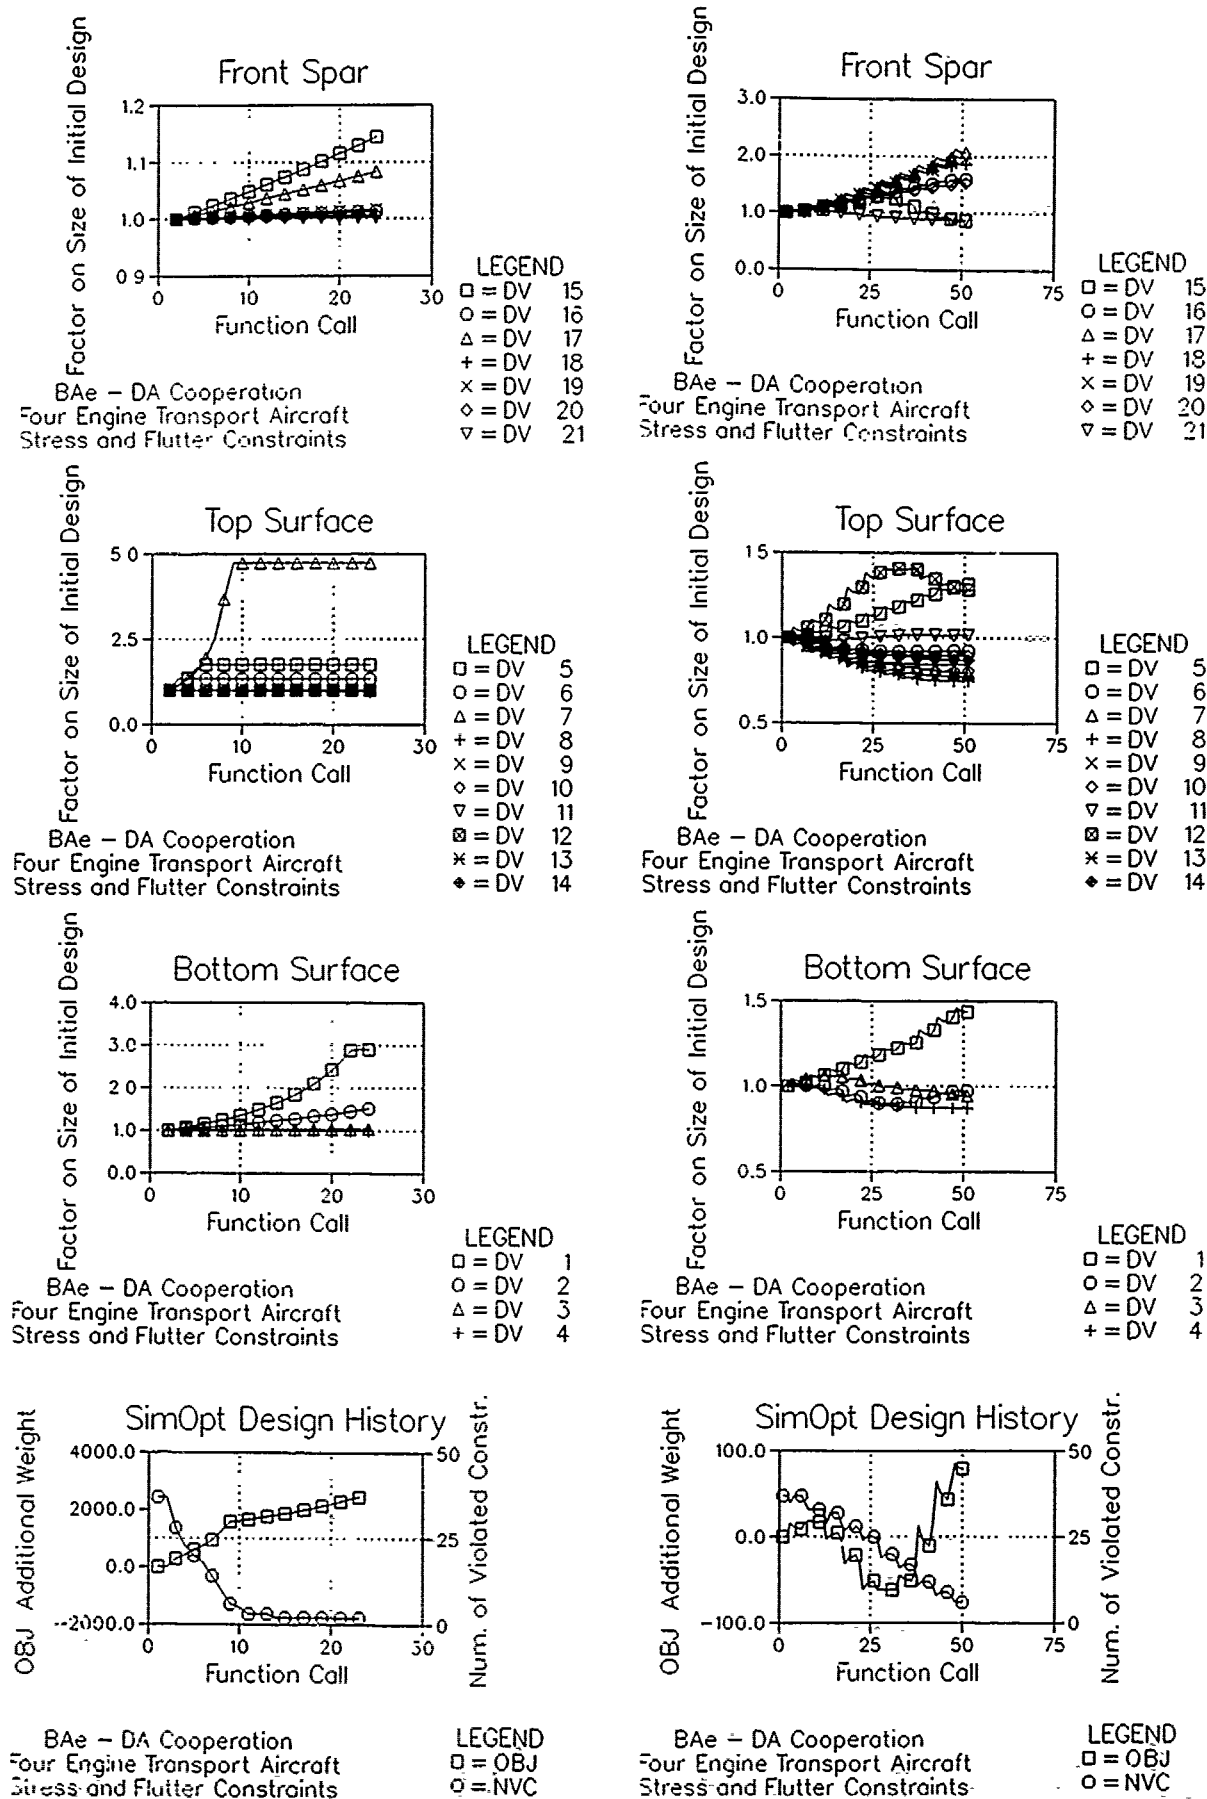 Front Spar
Factor on Size of Initial Design
1.2
1.1
1.0
0 9
0
10
20
30
Function Call
LEGEND
□ = DV 15
○ = DV 16
△ = DV 17
+ = DV 18
× = DV 19
◇ = DV 20
▽ = DV 21
BAe – DA Cooperation
Four Engine Transport Aircraft
Stress and Flutter Constraints
Front Spar
Factor on Size of Initial Design
3.0
2.0
1.0
0.0
0
25
50
75
Function Call
LEGEND
□ = DV 15
○ = DV 16
△ = DV 17
+ = DV 18
× = DV 19
◇ = DV 20
▽ = DV 21
BAe – DA Cooperation
Four Engine Transport Aircraft
Stress and Flutter Constraints
Top Surface
Factor on Size of Initial Design
5 0
2.5
0.0
0
10
20
30
Function Call
LEGEND
□ = DV 5
○ = DV 6
△ = DV 7
+ = DV 8
× = DV 9
◇ = DV 10
▽ = DV 11
⊠ = DV 12
✳ = DV 13
◈ = DV 14
BAe – DA Cooperation
Four Engine Transport Aircraft
Stress and Flutter Constraints
Top Surface
Factor on Size of Initial Design
1 5
1.0
0.5
0
25
50
75
Function Call
LEGEND
□ = DV 5
○ = DV 6
△ = DV 7
+ = DV 8
× = DV 9
◇ = DV 10
▽ = DV 11
⊠ = DV 12
✳ = DV 13
◈ = DV 14
BAe – DA Cooperation
Four Engine Transport Aircraft
Stress and Flutter Constraints
Bottom Surface
Factor on Size of Initial Design
4.0
3.0
2 0
1.0
0.0
0
10
20
30
Function Call
LEGEND
□ = DV 1
○ = DV 2
△ = DV 3
+ = DV 4
BAe – DA Cooperation
Four Engine Transport Aircraft
Stress and Flutter Constraints
Bottom Surface
Factor on Size of Initial Design
1.5
1.0
0.5
0
25
50
75
Function Call
LEGEND
□ = DV 1
○ = DV 2
△ = DV 3
+ = DV 4
BAe – DA Cooperation
Four Engine Transport Aircraft
Stress and Flutter Constraints
SimOpt Design History
OBJ Additional Weight
4000.0
2000.0
0.0
-2000.0
50
25
0
Num. of Violated Constr.
0
10
20
30
Function Call
BAe – DA Cooperation
Four Engine Transport Aircraft
Stress and Flutter Constraints
LEGEND
□ = OBJ
○ = NVC
SimOpt Design History
OBJ Additional Weight
100.0
0.0
-100.0
50
25
0
Num. of Violated Constr.
0
25
50
75
Function Call
BAe – DA Cooperation
Four Engine Transport Aircraft
Stress and Flutter Constraints
LEGEND
□ = OBJ
○ = NVC